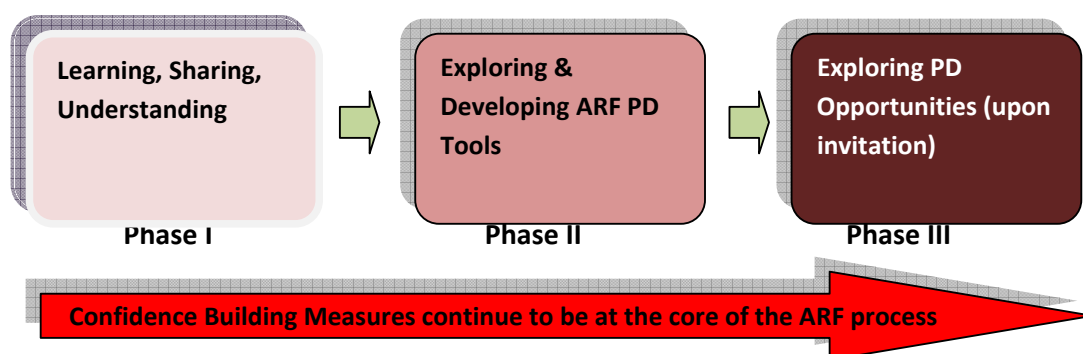 Learning, Sharing,
Understanding
Exploring &
Developing ARF PD
Tools
Exploring PD
Opportunities (upon
invitation)
Phase I
Phase II
Phase III
Confidence Building Measures continue to be at the core of the ARF process